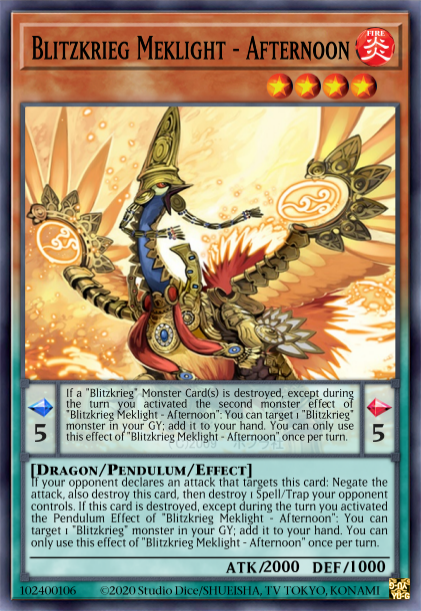 BLITZKRIEG MEKLIGHT - AFTERNOON
FIRE
炎
If a "Blitzkrieg" Monster Card(s) is destroyed, except during
the turn you activated the second monster effect of
"Blitzkrieg Meklight - Afternoon": You can target 1 "Blitzkrieg"
monster in your GY; add it to your hand. You can only use
this effect of "Blitzkrieg Meklight - Afternoon" once per turn.
5
5
[DRAGON/PENDULUM/EFFECT]
If your opponent declares an attack that targets this card: Negate the
attack, also destroy this card, then destroy 1 Spell/Trap your opponent
controls. If this card is destroyed, except during the turn you activated
the Pendulum Effect of "Blitzkrieg Meklight - Afternoon": You can
target 1 "Blitzkrieg" monster in your GY; add it to your hand. You can
only use this effect of "Blitzkrieg Meklight - Afternoon" once per turn.
ATK/2000 DEF/1000
102400106 ©2020 Studio Dice/SHUEISHA, TV TOKYO, KONAMI